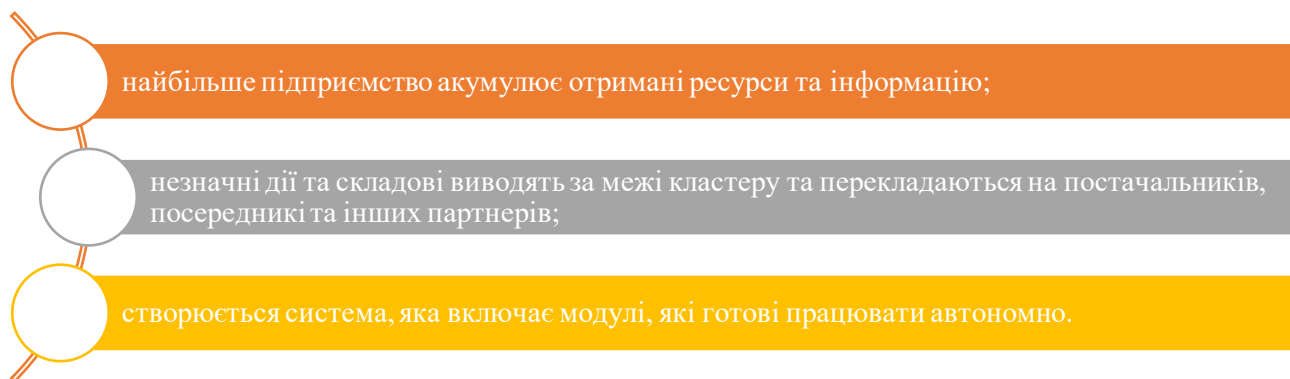 найбільше підприємство акумулює отримані ресурси та інформацію;
незначні дії та складові виводять за межі кластеру та перекладаються на постачальників,
посередникі та інших партнерів;
створюється система, яка включає модулі, які готові працювати автономно.